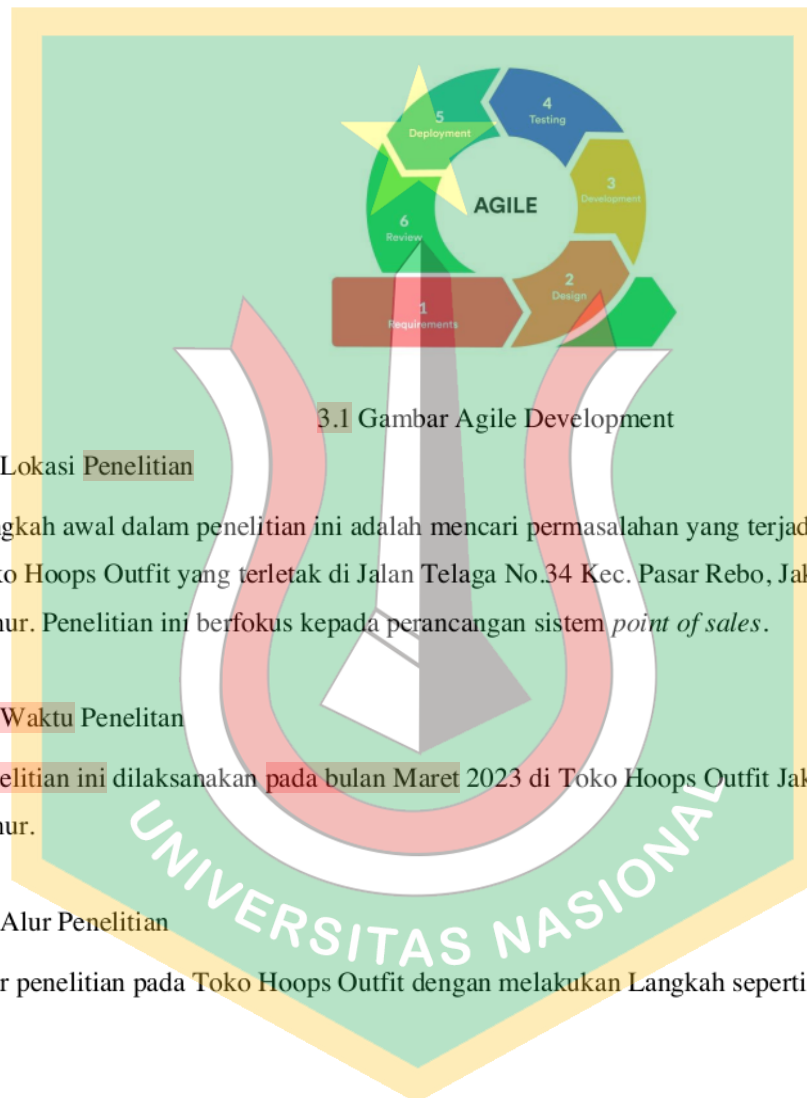 5
Deployment
4
Testing
3
Development
AGILE
6
Review
2
Design
1
Requirements
3.1 Gambar Agile Development
Lokasi Penelitian
gkah awal dalam penelitian ini adalah mencari permasalahan yang terjad
ko Hoops Outfit yang terletak di Jalan Telaga No.34 Kec. Pasar Rebo, Jak
nur. Penelitian ini berfokus kepada perancangan sistem point of sales.
Waktu Penelitan
elitian ini dilaksanakan pada bulan Maret 2023 di Toko Hoops Outfit Jak
nur.
Alur Penelitian
r penelitian pada Toko Hoops Outfit dengan melakukan Langkah seperti
UNIVERSITAS NASIONAL